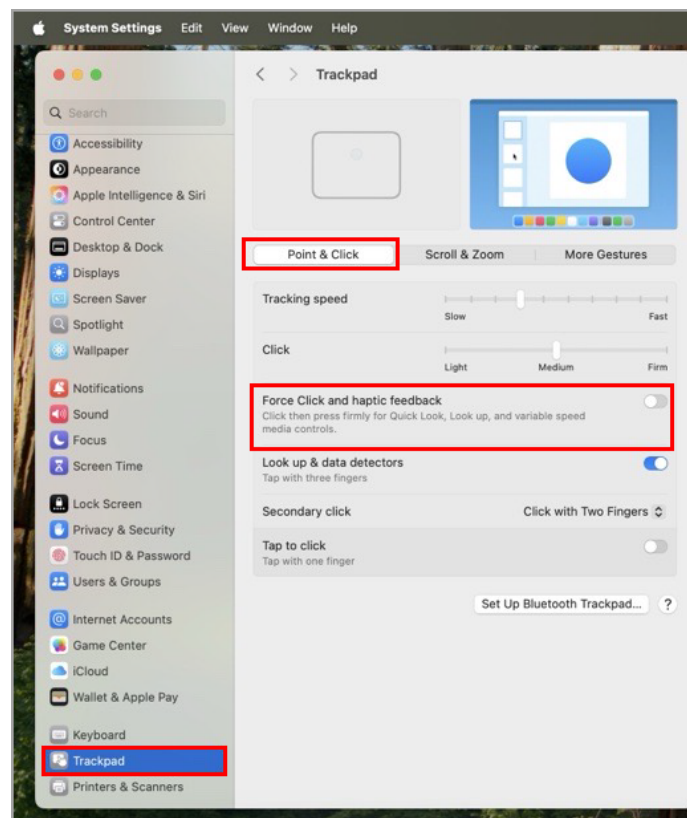 System Settings Edit View Window Help
Trackpad
Search
Accessibility
Appearance
Apple Intelligence & Siri
Control Center
Desktop & Dock
Displays
Screen Saver
Spotlight
Wallpaper
Notifications
Sound
Focus
Screen Time
Lock Screen
Privacy & Security
Touch ID & Password
Users & Groups
Internet Accounts
Game Center
iCloud
Wallet & Apple Pay
Keyboard
Trackpad
Printers & Scanners
Point & Click Scroll & Zoom More Gestures
Tracking speed
Slow Fast
Click
Light Medium Firm
Force Click and haptic feedback
Click then press firmly for Quick Look, Look up, and variable speed
media controls.
Look up & data detectors
Tap with three fingers
Secondary click Click with Two Fingers
Tap to click
Tap with one finger
Set Up Bluetooth Trackpad... ?